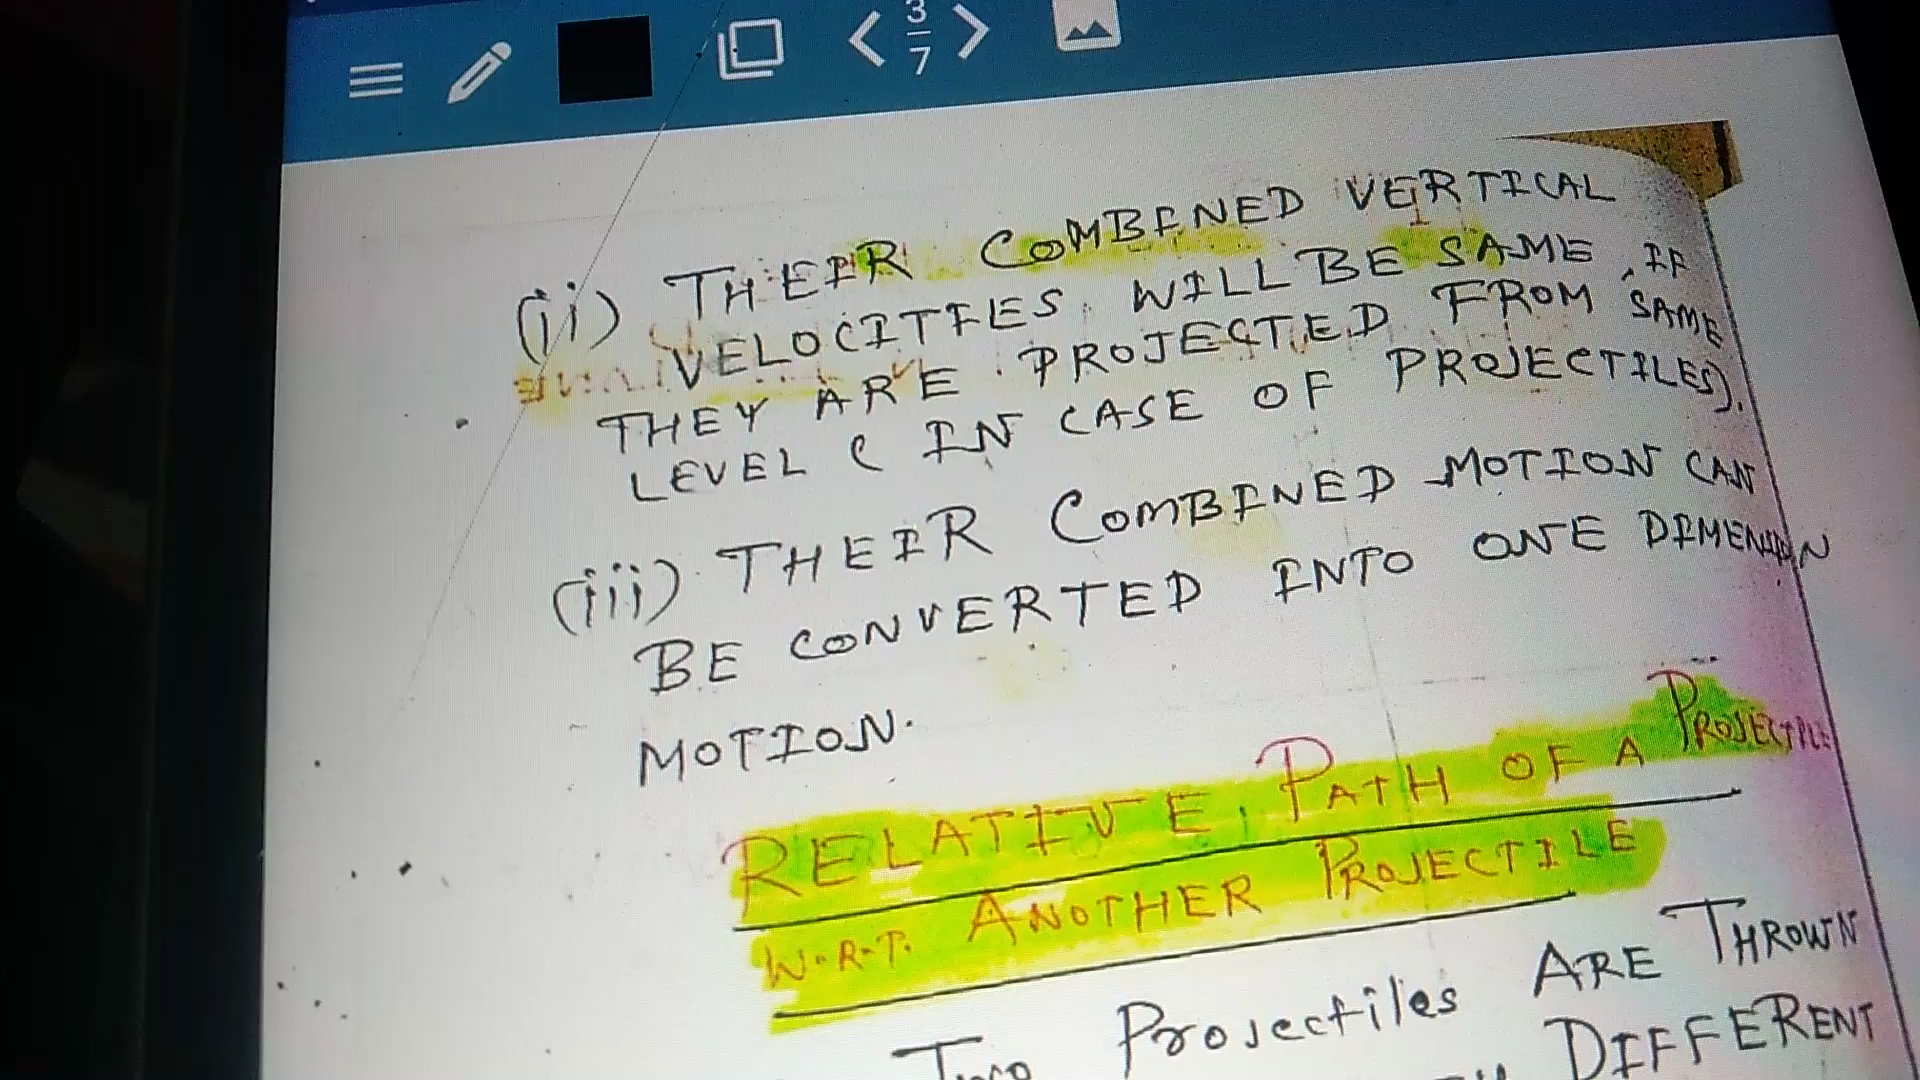 3
7
(ii) THEIR COMBINED VERTICAL
VELOCITIES WILL BE SAME, IF
THEY ARE PROJECTED FROM SAME
LEVEL (IN CASE OF PROJECTILES).
(iii) THEIR COMBINED MOTION CAN
BE CONVERTED INTO ONE DIMENSION
MOTION.
RELATIVE PATH OF A PROJECTILE
W.R.T. ANOTHER PROJECTILE
Two Projectiles ARE THROWN
DIFFERENT